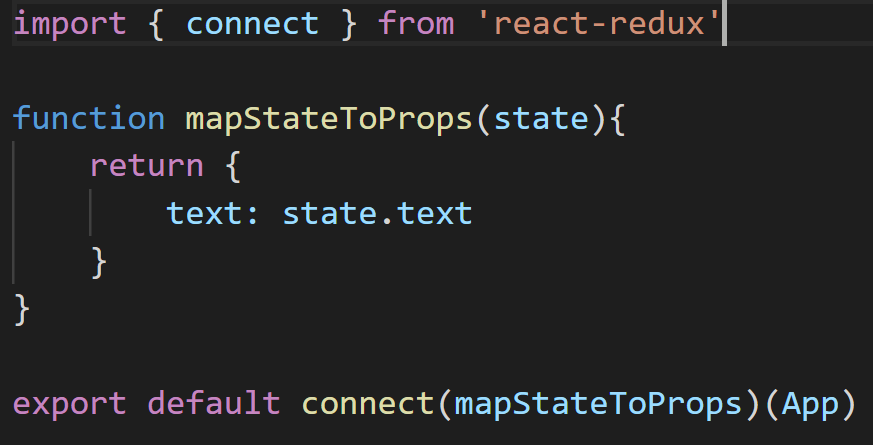 import { connect } from 'react-redux'
function mapStateToProps(state){
    return {
        text: state.text
    }
}
export default connect(mapStateToProps)(App)